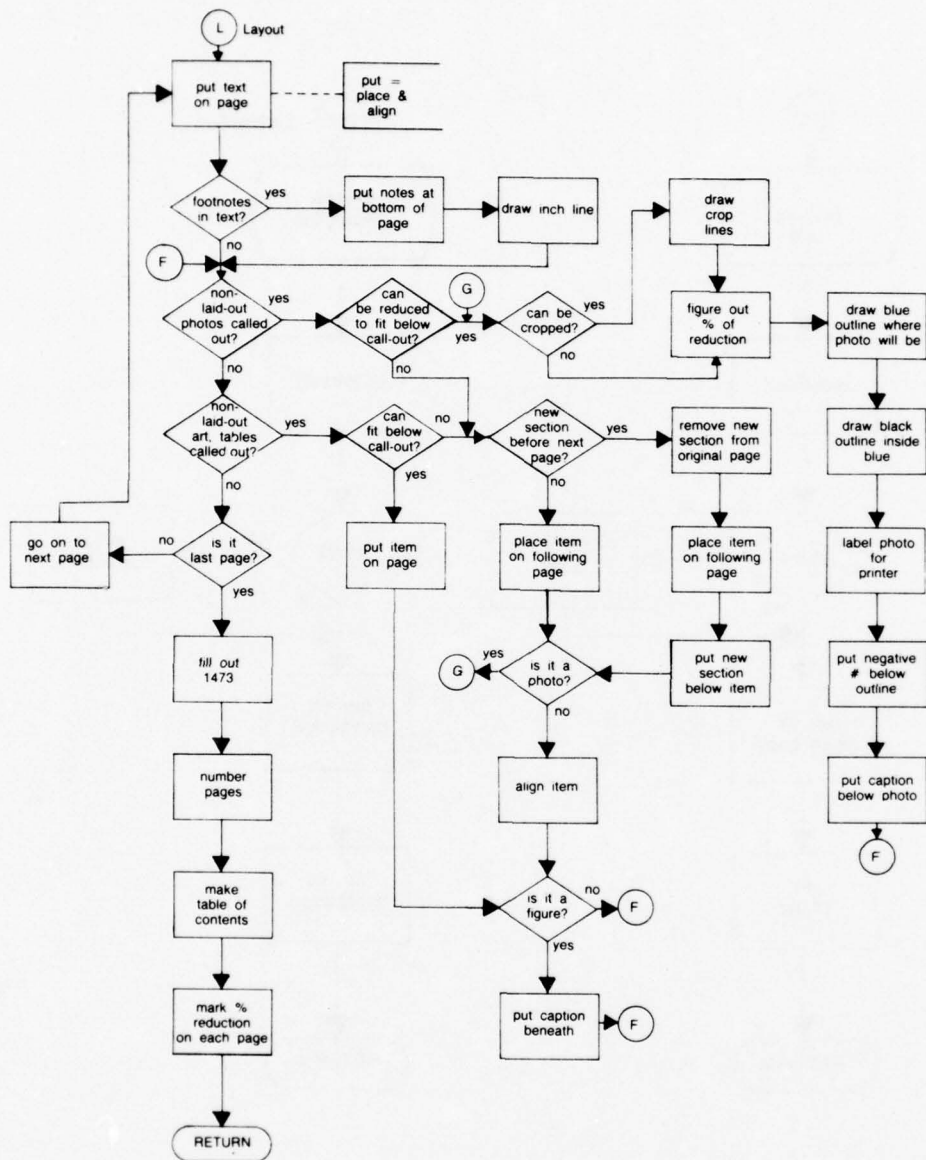 L Layout
put text
on page
put =
place &
align
footnotes
in text?
yes
no
put notes at
bottom of
page
draw inch line
draw
crop
lines
F
non-
laid-out
photos called
out?
yes
no
can
be reduced
to fit below
call-out?
yes
no
G
can be
cropped?
yes
no
figure out
% of
reduction
draw blue
outline where
photo will be
non-
laid-out
art, tables
called out?
yes
no
can
fit below
call-out?
no
yes
new
section
before next
page?
yes
no
remove new
section from
original page
draw black
outline inside
blue
go on to
next page
no
is it
last page?
yes
put item
on page
place item
on following
page
place item
on following
page
label photo
for
printer
fill out
1473
G
yes
is it a
photo?
no
put new
section
below item
put negative
# below
outline
number
pages
align item
put caption
below photo
F
make
table of
contents
is it a
figure?
no
F
yes
mark %
reduction
on each page
put caption
beneath
F
RETURN